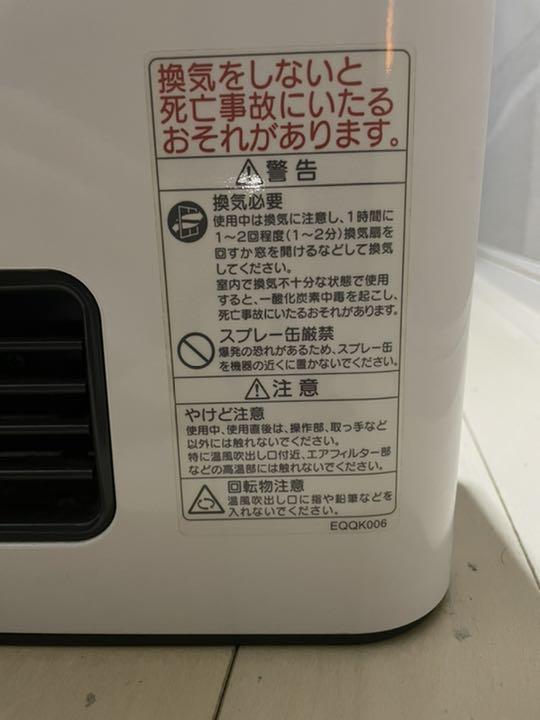 換気をしないと
死亡事故にいたる
おそれがあります。
警告
換気必要
使用中は換気に注意し、1時間に
1〜2回程度(1〜2分)換気扇を
回すか窓を開けるなどして換気
してください。
室内で換気不十分な状態で使用
すると、一酸化炭素中毒を起こし、
死亡事故にいたるおそれがあります。
スプレー缶厳禁
爆発の恐れがあるため、スプレー缶
を機器の近くに置かないでください。
注意
やけど注意
使用中、使用直後は、操作部、取っ手など
以外には触れないでください。
特に温風吹出し口付近、エアフィルター部
などの高温部には触れないでください。
回転物注意
温風吹出し口に指や鉛筆などを
入れないでください。
EQQK006